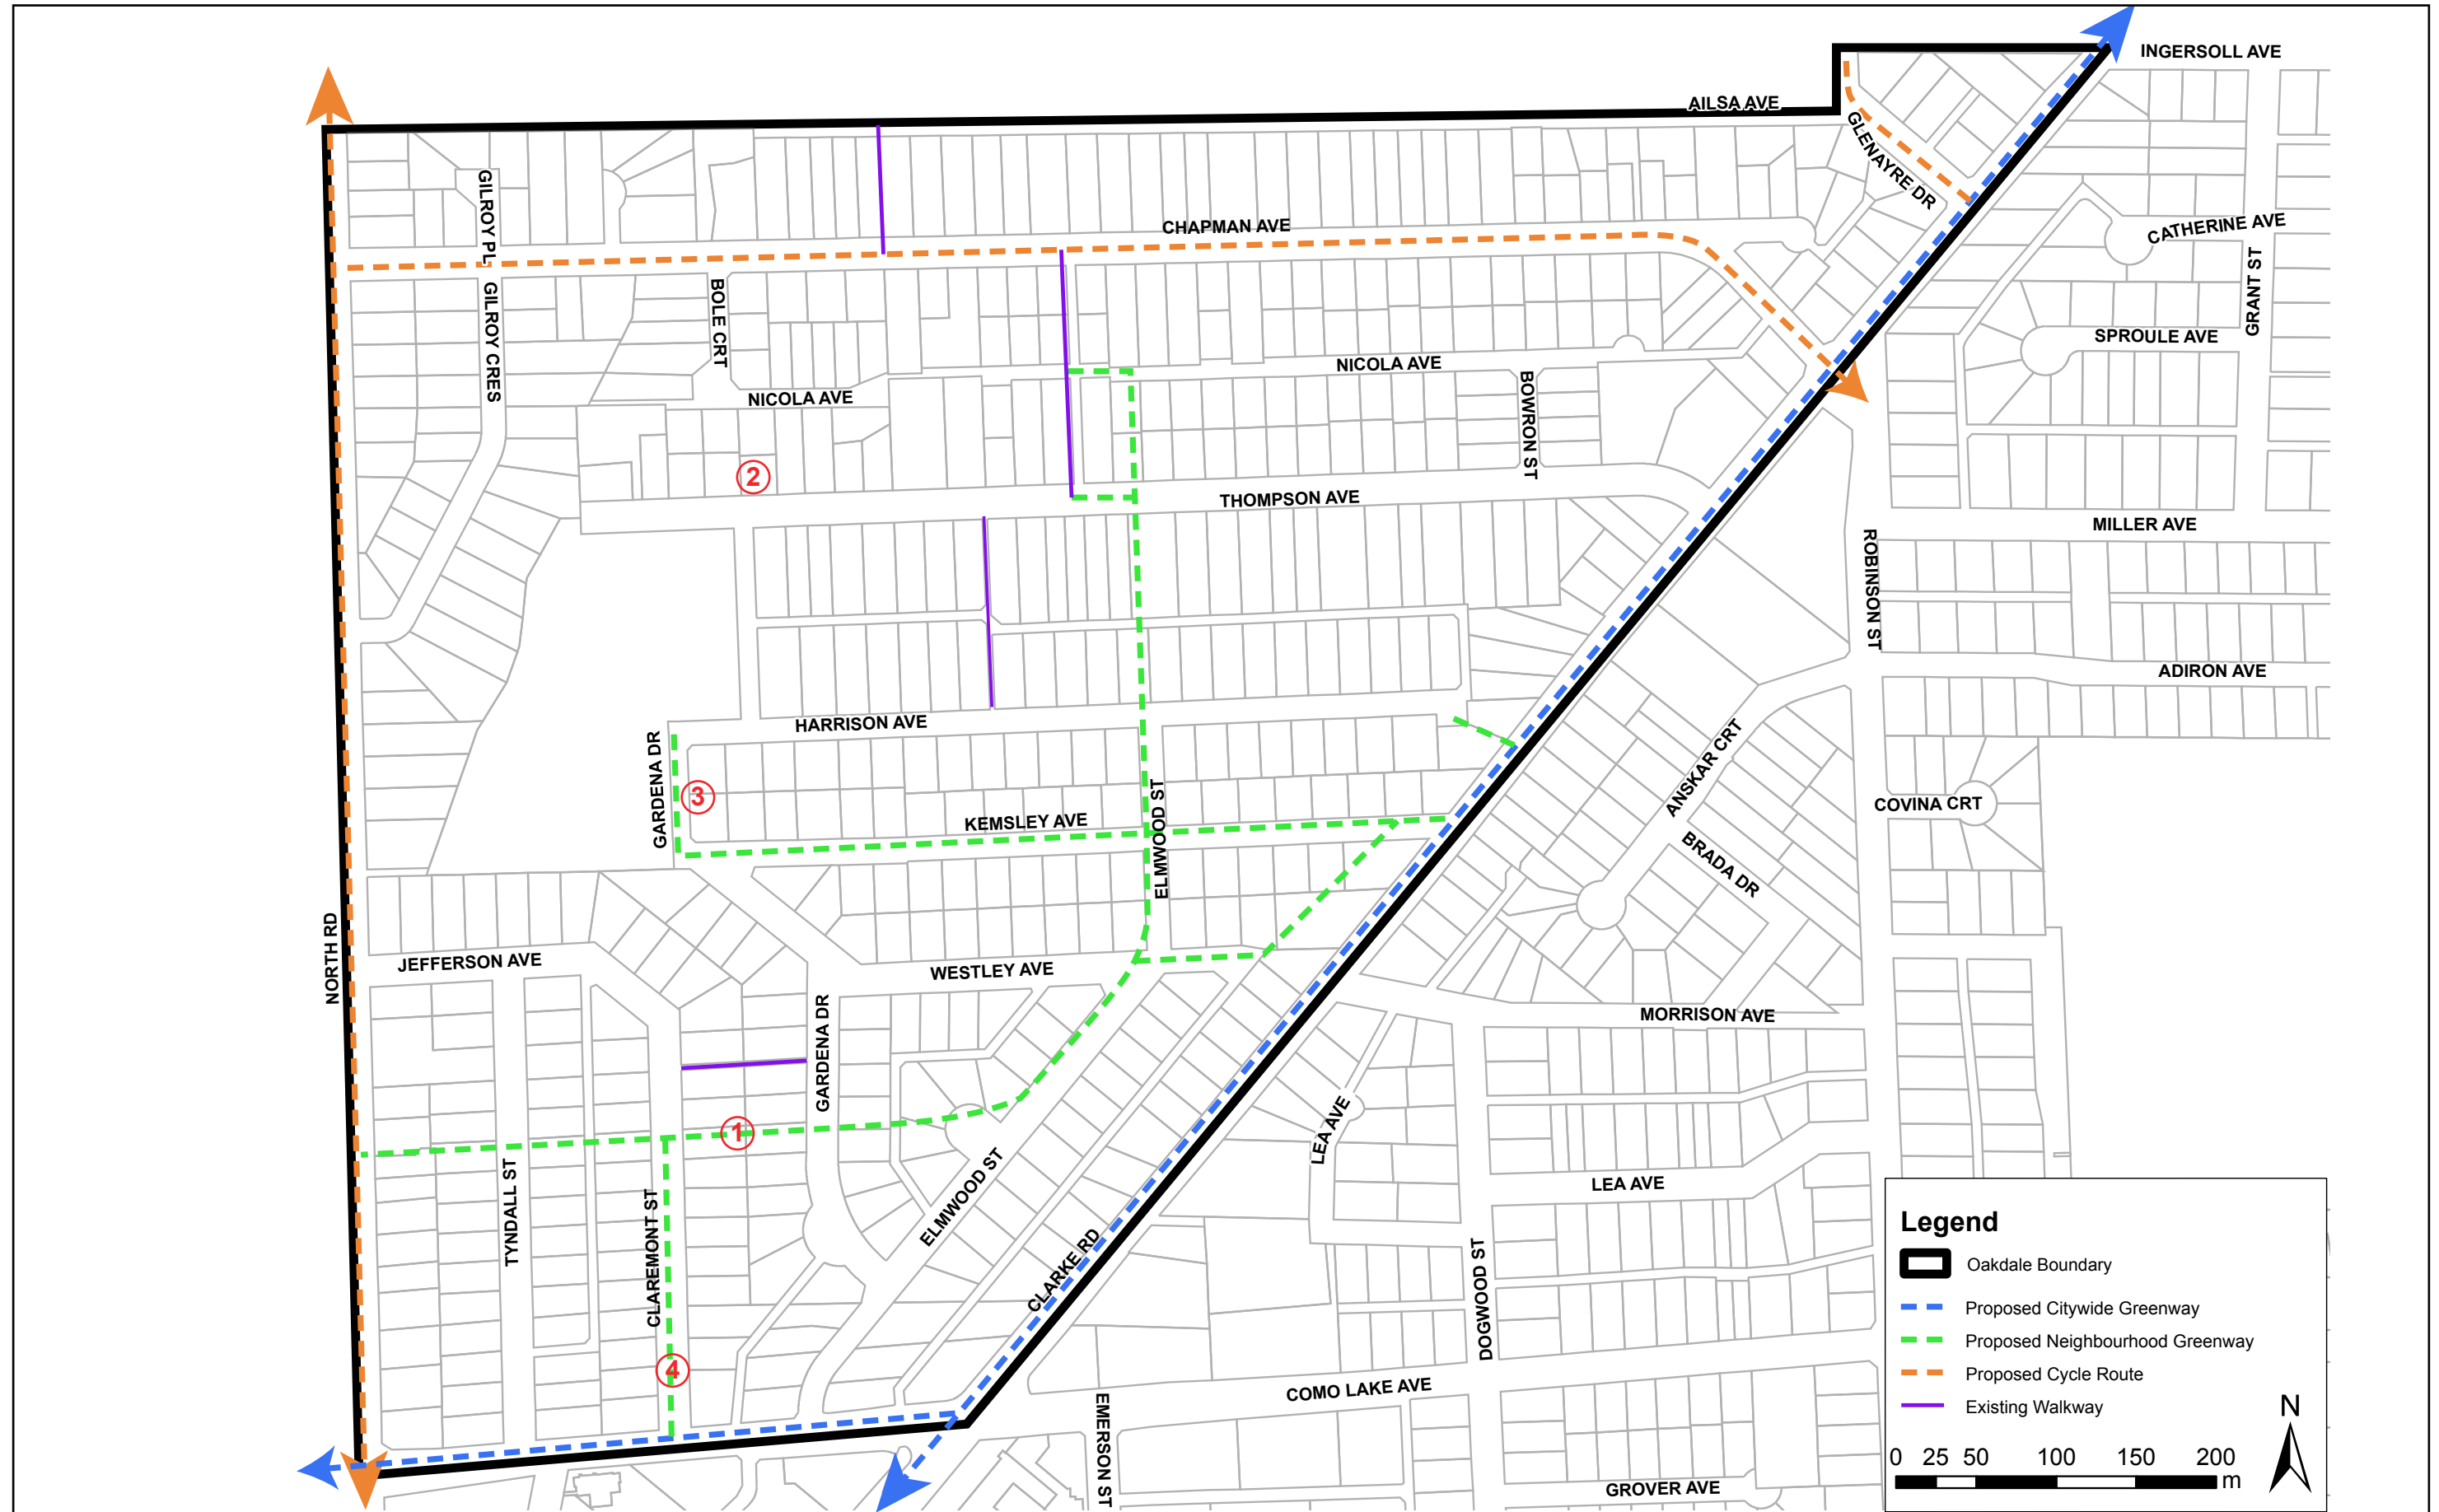 INGERSOLL AVE
AILSA AVE
GLENAYRE DR
GILROY PL
CHAPMAN AVE
CATHERINE AVE
GRANT ST
GILROY CRES
BOLE CRT
NICOLA AVE
SPROULE AVE
NICOLA AVE
BOWRON ST
2
THOMPSON AVE
MILLER AVE
ROBINSON ST
ADIRON AVE
HARRISON AVE
GARDENA DR
3
ANSKAR CRT
COVINA CRT
KEMSLEY AVE
ELMWOOD ST
BRADA DR
NORTH RD
JEFFERSON AVE
WESTLEY AVE
MORRISON AVE
GARDENA DR
LEA AVE
1
TYNDALL ST
CLAREMONT ST
ELMWOOD ST
LEA AVE
CLARKE RD
DOGWOOD ST
4
COMO LAKE AVE
EMERSON ST
GROVER AVE
Legend
Oakdale Boundary
Proposed Citywide Greenway
Proposed Neighbourhood Greenway
Proposed Cycle Route
Existing Walkway
N
0 25 50 100 150 200
m